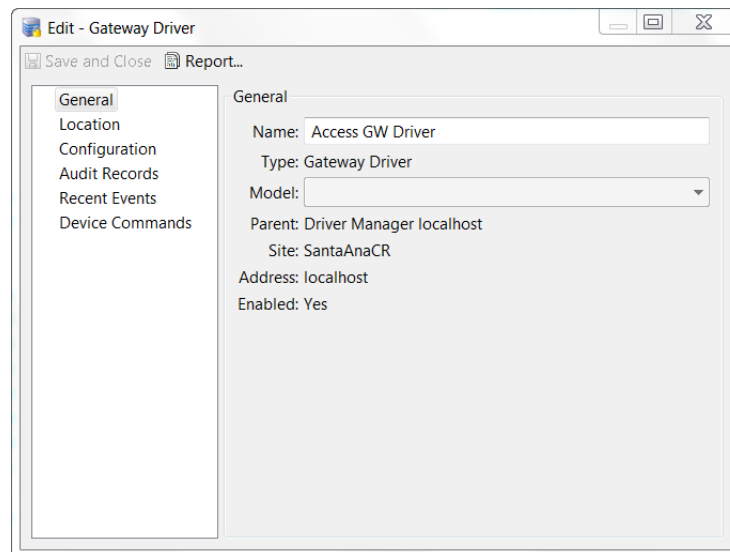 Edit - Gateway Driver
Save and Close Report...
General
Location
Configuration
Audit Records
Recent Events
Device Commands
General
Name: Access GW Driver
Type: Gateway Driver
Model:
Parent: Driver Manager localhost
Site: SantaAnaCR
Address: localhost
Enabled: Yes